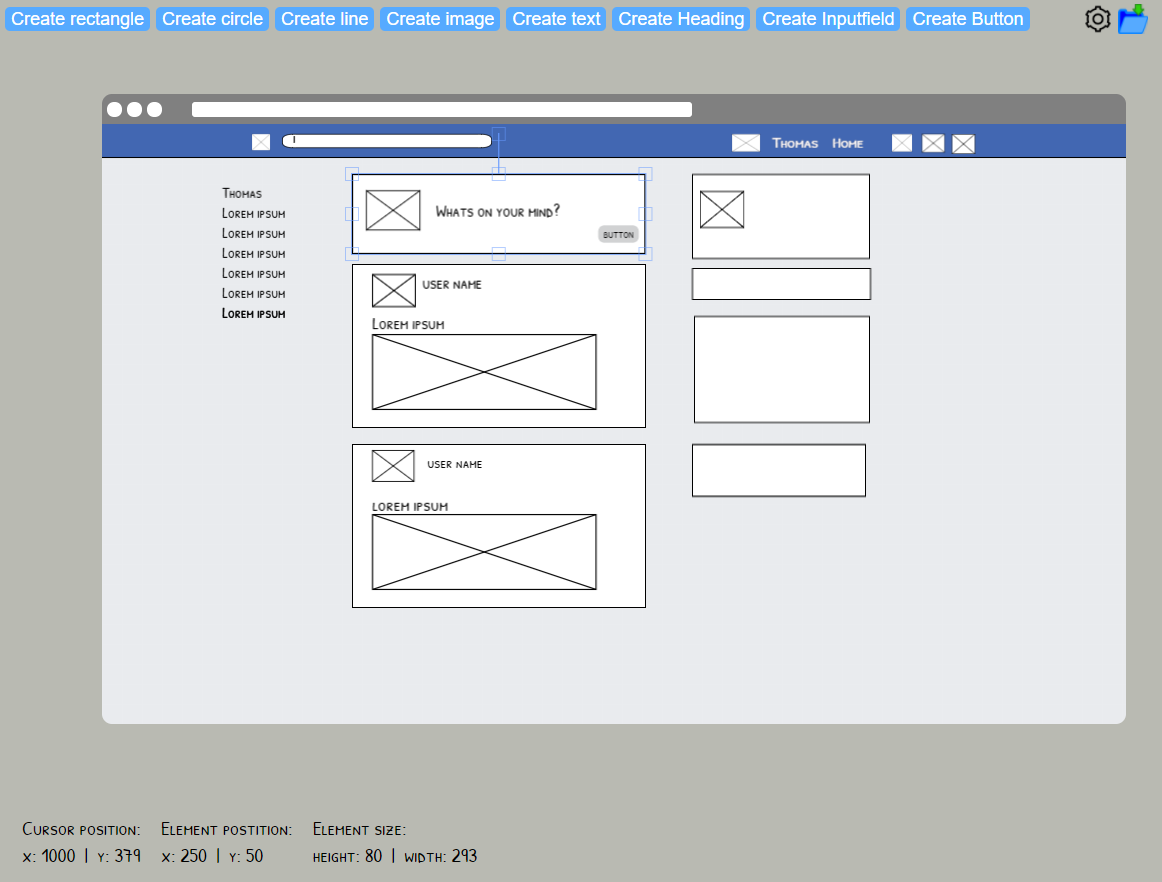 Create rectangle Create circle Create line Create image Create text Create Heading Create Inputfield Create Button
Thomas Home
Thomas
Lorem ipsum
Lorem ipsum
Lorem ipsum
Lorem ipsum
Lorem ipsum
Lorem ipsum
Whats on your mind?
button
user name
Lorem ipsum
user name
lorem ipsum
Cursor position: Element postition: Element size:
x: 1000 | y: 379 x: 250 | y: 50 height: 80 | width: 293